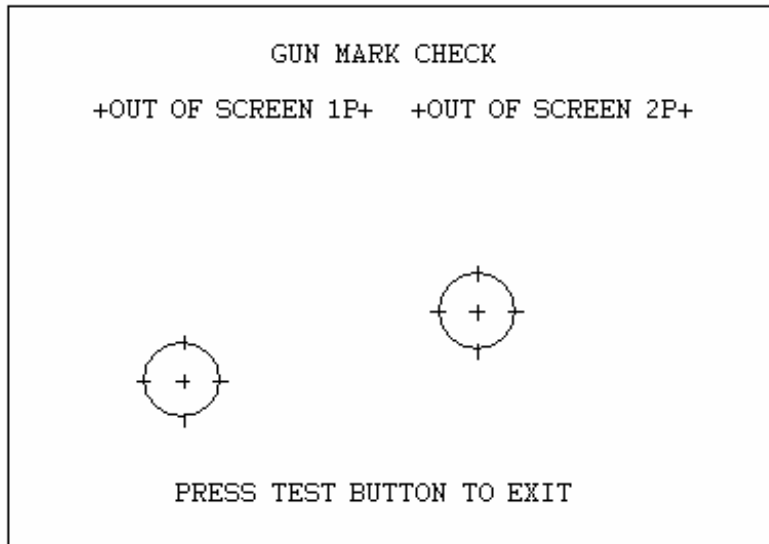 GUN MARK CHECK
+OUT OF SCREEN 1P+ +OUT OF SCREEN 2P+
PRESS TEST BUTTON TO EXIT